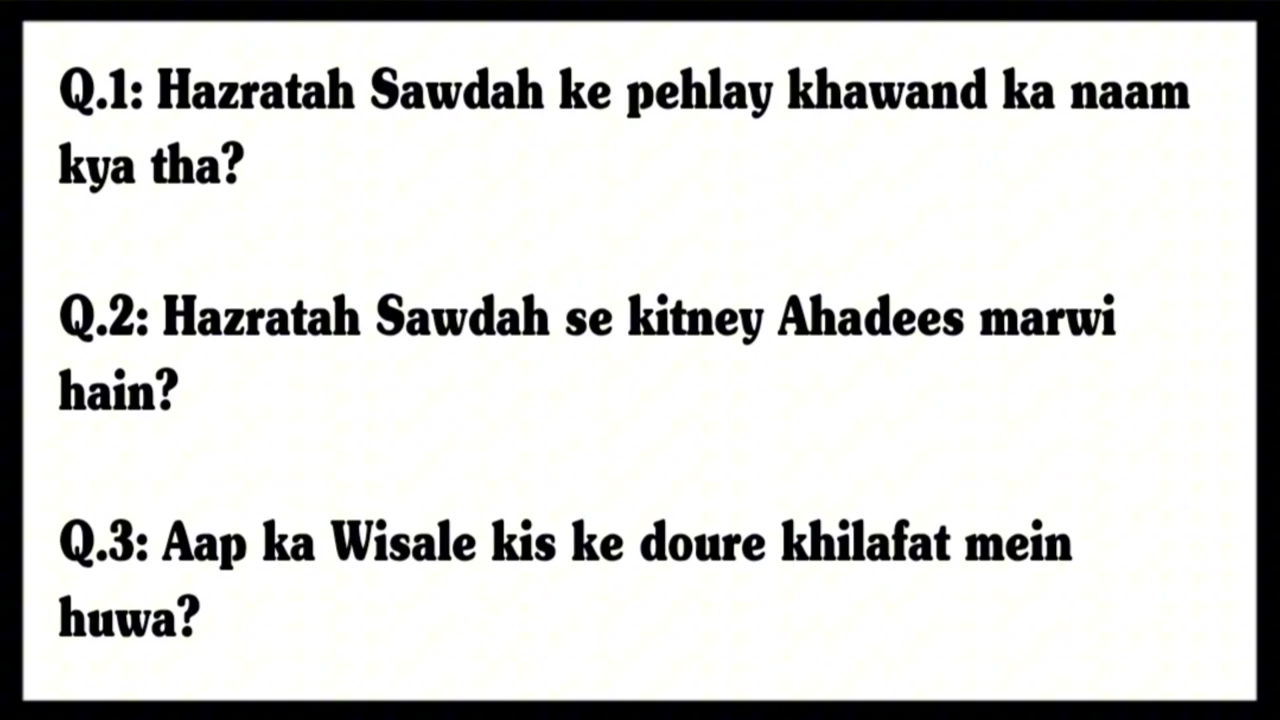 Q.1: Hazratah Sawdah ke pehlay khawand ka naam
kya tha?
Q.2: Hazratah Sawdah se kitney Ahadees marwi
hain?
Q.3: Aap ka Wisale kis ke doure khilafat mein
huwa?